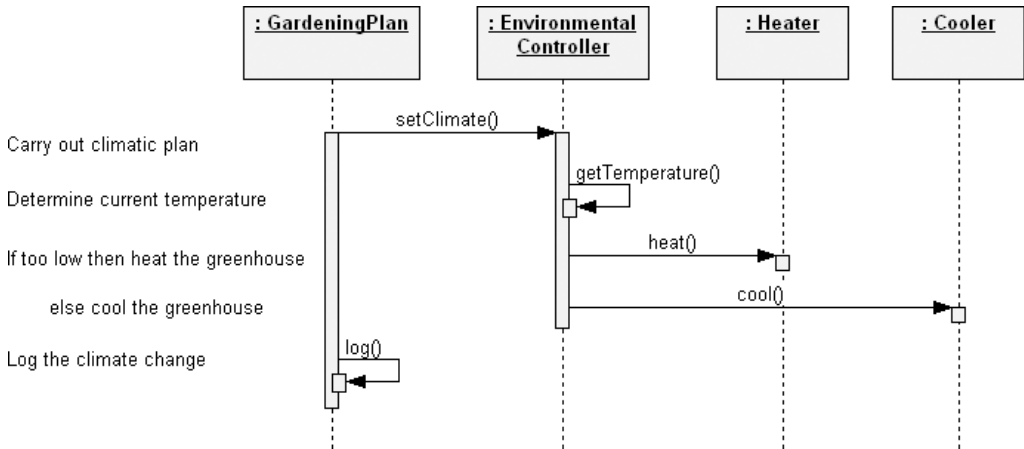 : GardeningPlan
: Environmental
Controller
: Heater
: Cooler
setClimate()
Carry out climatic plan
getTemperature()
Determine current temperature
heat()
If too low then heat the greenhouse
cool()
else cool the greenhouse
log()
Log the climate change